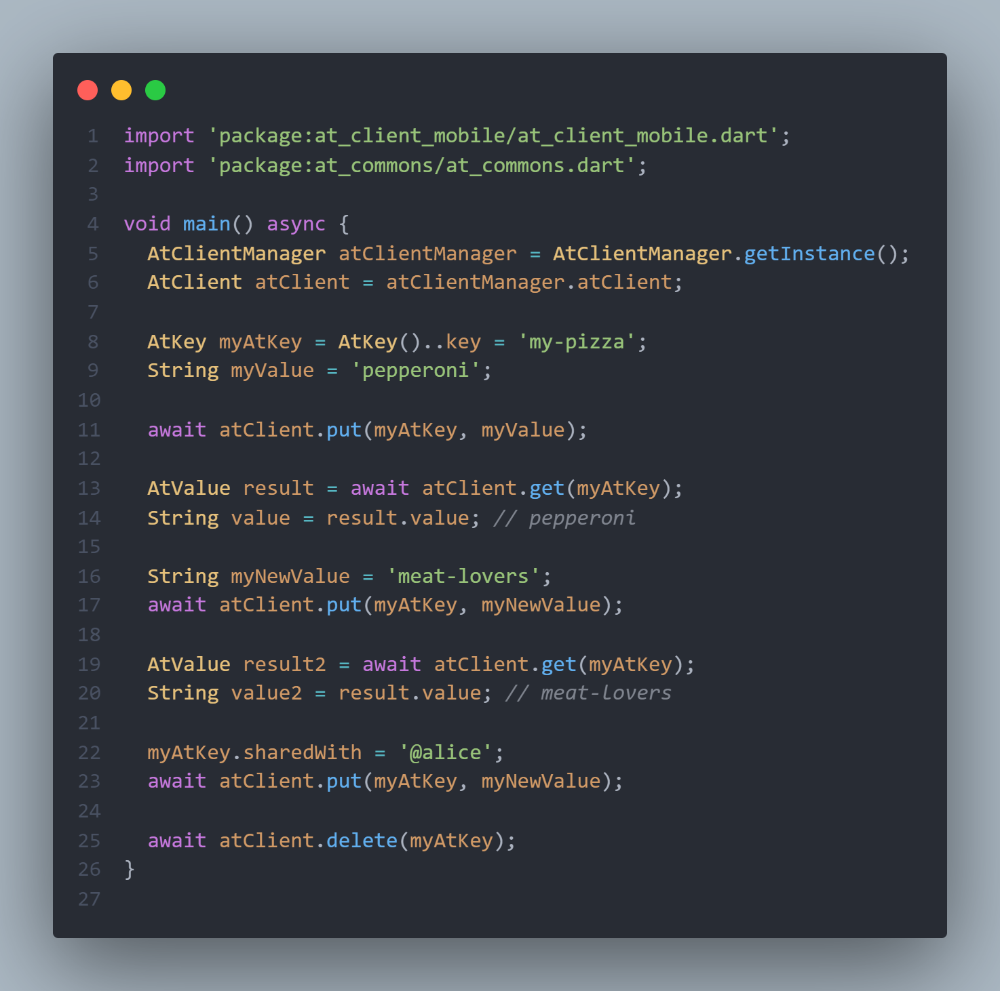 1 import 'package:at_client_mobile/at_client_mobile.dart';
2 import 'package:at_commons/at_commons.dart';
3
4 void main() async {
5   AtClientManager atClientManager = AtClientManager.getInstance();
6   AtClient atClient = atClientManager.atClient;
7
8   AtKey myAtKey = AtKey()..key = 'my-pizza';
9   String myValue = 'pepperoni';
10
11   await atClient.put(myAtKey, myValue);
12
13   AtValue result = await atClient.get(myAtKey);
14   String value = result.value; // pepperoni
15
16   String myNewValue = 'meat-lovers';
17   await atClient.put(myAtKey, myNewValue);
18
19   AtValue result2 = await atClient.get(myAtKey);
20   String value2 = result.value; // meat-lovers
21
22   myAtKey.sharedWith = '@alice';
23   await atClient.put(myAtKey, myNewValue);
24
25   await atClient.delete(myAtKey);
26 }
27